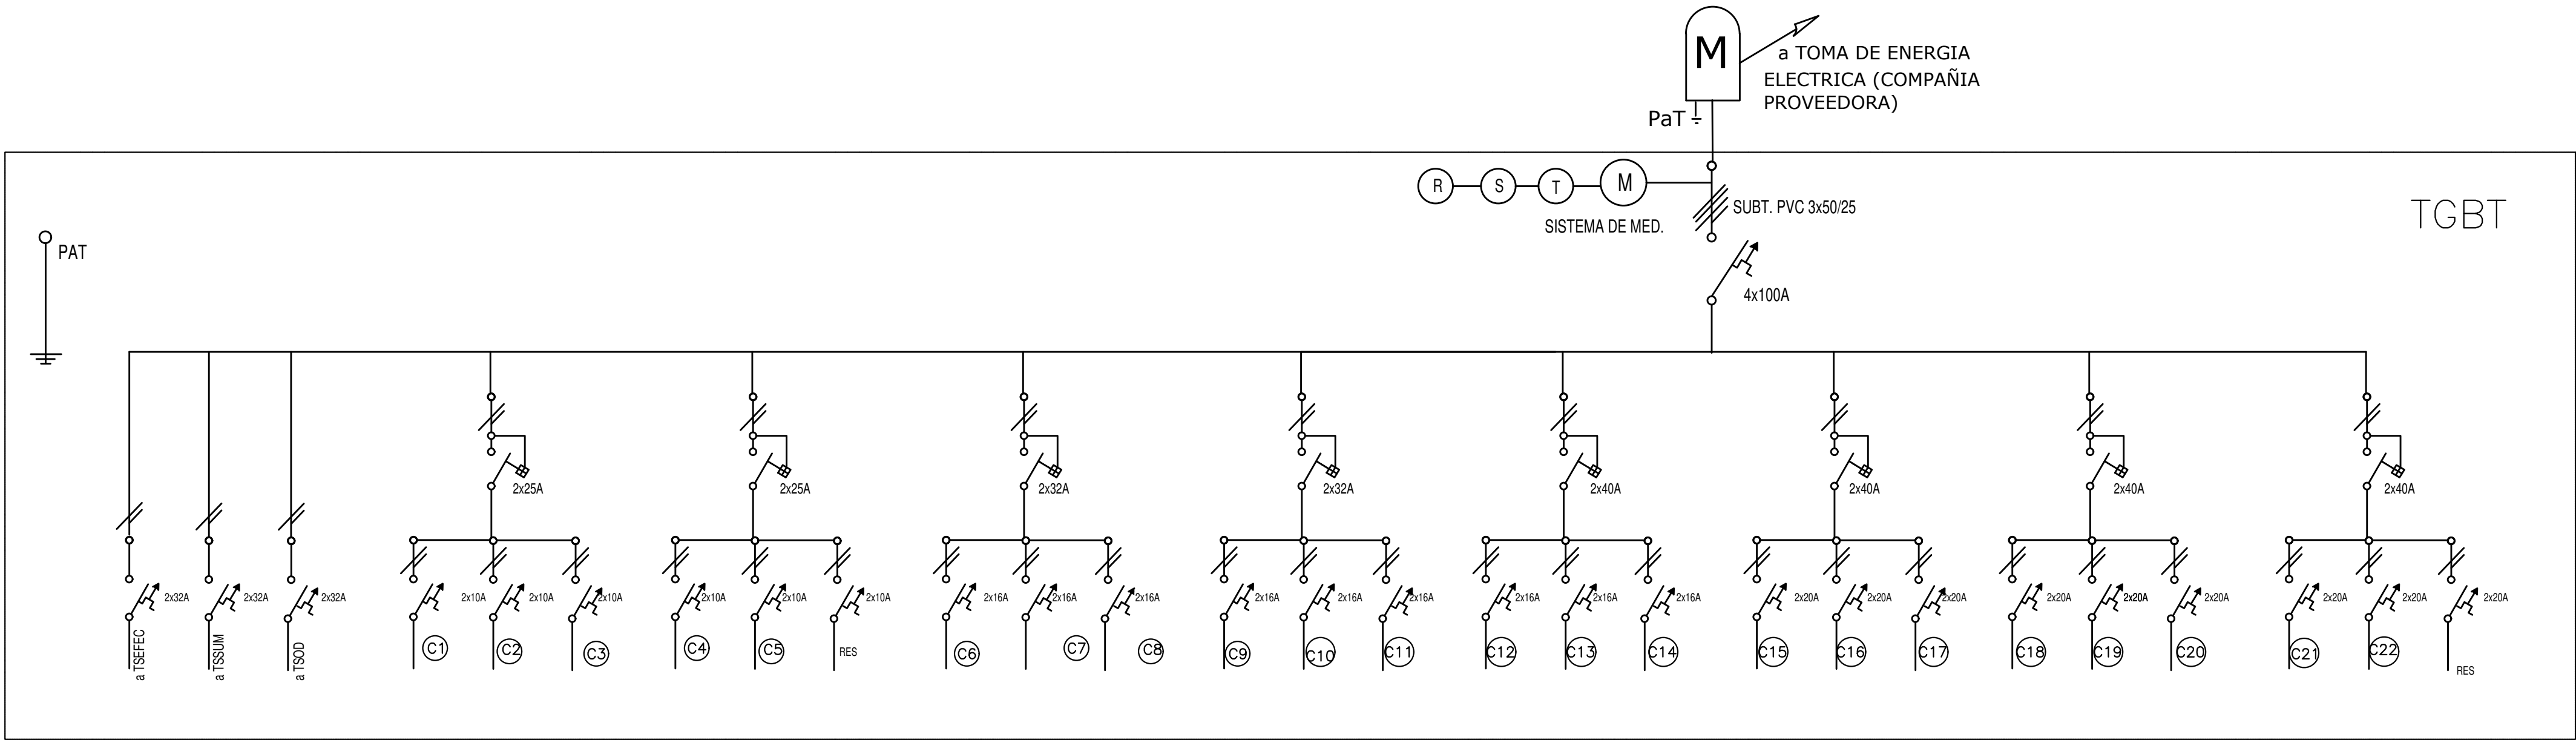 M
a TOMA DE ENERGIA
ELECTRICA (COMPAÑIA
PROVEEDORA)
PaT
R
S
T
M
SISTEMA DE MED.
SUBT. PVC 3x50/25
TGBT
PAT
4x100A
2x25A
2x25A
2x32A
2x32A
2x40A
2x40A
2x40A
2x40A
2x32A
2x32A
2x32A
2x10A
2x10A
2x10A
2x10A
2x10A
2x10A
2x16A
2x16A
2x16A
2x16A
2x16A
2x16A
2x16A
2x16A
2x16A
2x20A
2x20A
2x20A
2x20A
2x20A
2x20A
2x20A
2x20A
2x20A
a TSEFEC
a TSSUM
a TSOD
C1
C2
C3
C4
C5
RES
C6
C7
C8
C9
C10
C11
C12
C13
C14
C15
C16
C17
C18
C19
C20
C21
C22
RES